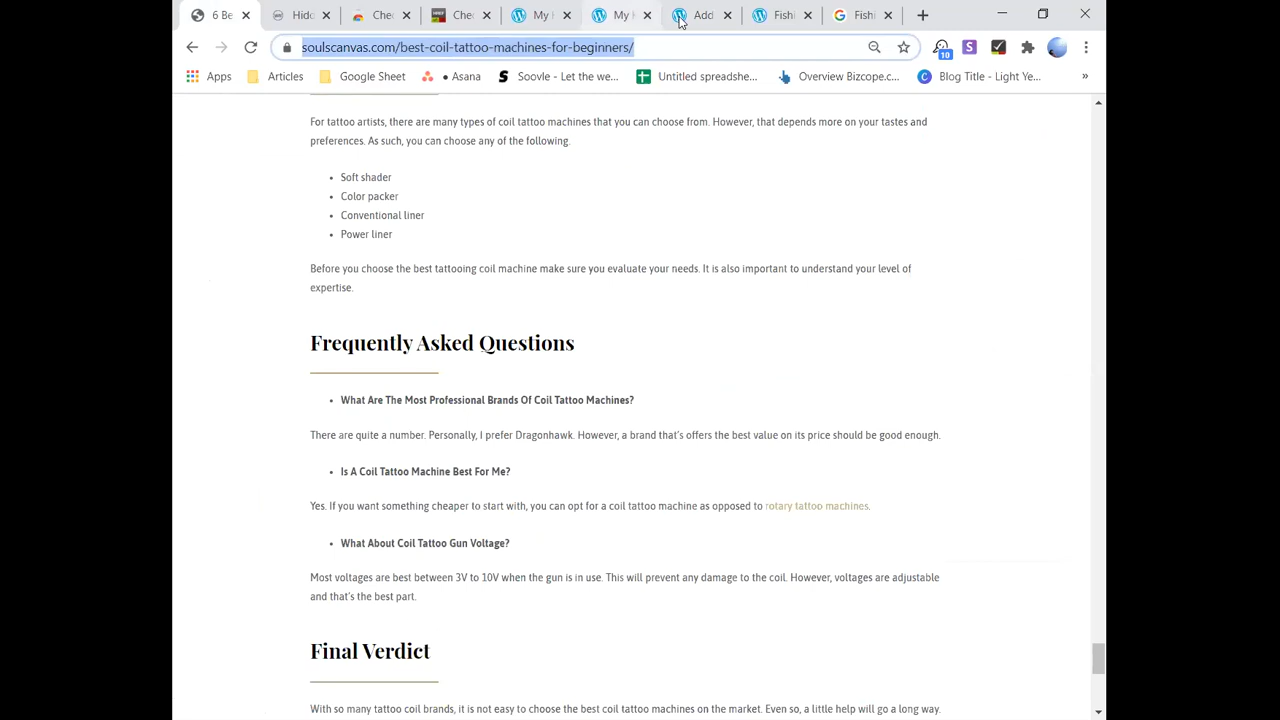 6 Be
Hido
Chec
Chec
My I
My I
Add
Fishi
Fishi
soulscanvas.com/best-coil-tattoo-machines-for-beginners/
10
S
Apps
Articles
Google Sheet
• Asana
Soovle - Let the we...
Untitled spreadshe...
Overview Bizcope.c...
Blog Title - Light Ye...
»
For tattoo artists, there are many types of coil tattoo machines that you can choose from. However, that depends more on your tastes and
preferences. As such, you can choose any of the following.
• Soft shader
• Color packer
• Conventional liner
• Power liner
Before you choose the best tattooing coil machine make sure you evaluate your needs. It is also important to understand your level of
expertise.
Frequently Asked Questions
• What Are The Most Professional Brands Of Coil Tattoo Machines?
There are quite a number. Personally, I prefer Dragonhawk. However, a brand that's offers the best value on its price should be good enough.
• Is A Coil Tattoo Machine Best For Me?
Yes. If you want something cheaper to start with, you can opt for a coil tattoo machine as opposed to rotary tattoo machines.
• What About Coil Tattoo Gun Voltage?
Most voltages are best between 3V to 10V when the gun is in use. This will prevent any damage to the coil. However, voltages are adjustable
and that's the best part.
Final Verdict
With so many tattoo coil brands, it is not easy to choose the best coil tattoo machines on the market. Even so, a little help will go a long way.